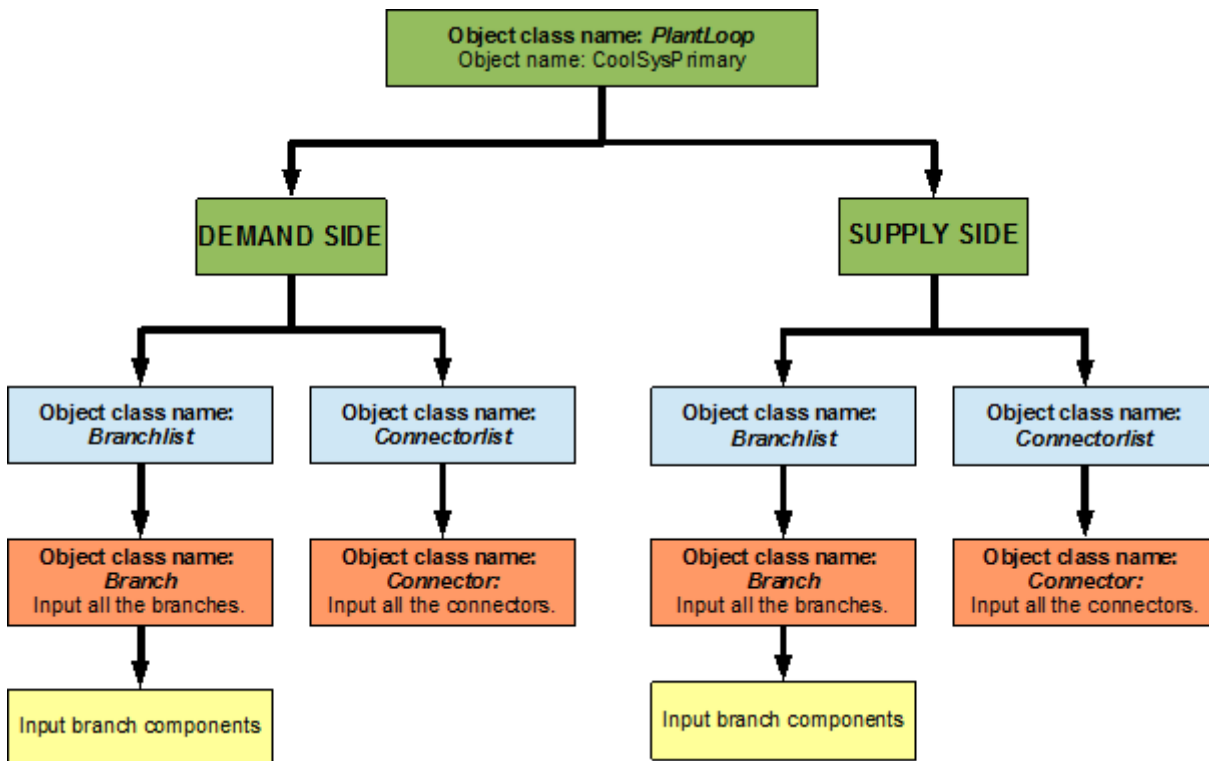 Object class name: PlantLoop
Object name: CoolSysPrimary
DEMAND SIDE
SUPPLY SIDE
Object class name:
Branchlist
Object class name:
Connectorlist
Object class name:
Branchlist
Object class name:
Connectorlist
Object class name:
Branch
Input all the branches.
Object class name:
Connector:
Input all the connectors.
Object class name:
Branch
Input all the branches.
Object class name:
Connector:
Input all the connectors.
Input branch components
Input branch components